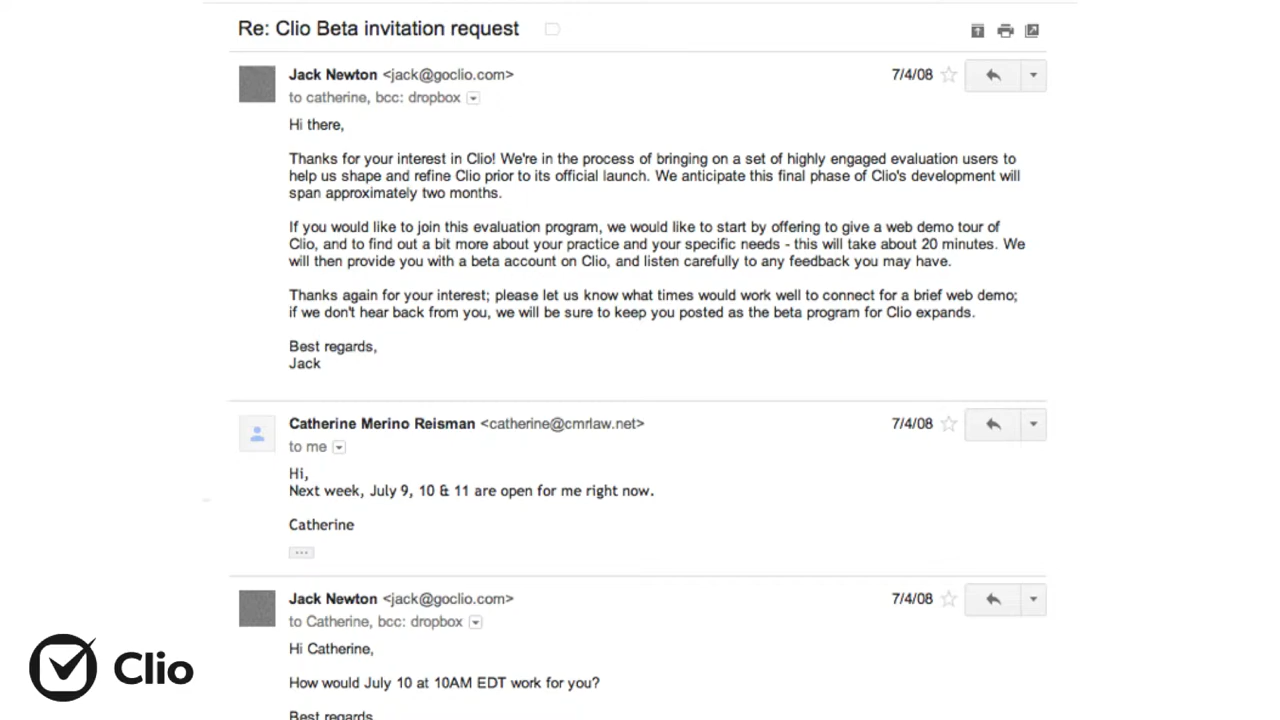 Re: Clio Beta invitation request
Jack Newton <jack@goclio.com>
7/4/08
to catherine, bcc: dropbox
Hi there,
Thanks for your interest in Clio! We're in the process of bringing on a set of highly engaged evaluation users to
help us shape and refine Clio prior to its official launch. We anticipate this final phase of Clio's development will
span approximately two months.
If you would like to join this evaluation program, we would like to start by offering to give a web demo tour of
Clio, and to find out a bit more about your practice and your specific needs - this will take about 20 minutes. We
will then provide you with a beta account on Clio, and listen carefully to any feedback you may have.
Thanks again for your interest; please let us know what times would work well to connect for a brief web demo;
if we don't hear back from you, we will be sure to keep you posted as the beta program for Clio expands.
Best regards,
Jack
Catherine Merino Reisman <catherine@cmrlaw.net>
7/4/08
to me
Hi,
Next week, July 9, 10 & 11 are open for me right now.
Catherine
Jack Newton <jack@goclio.com>
7/4/08
to Catherine, bcc: dropbox
Hi Catherine,
How would July 10 at 10AM EDT work for you?
Best regards
Clio